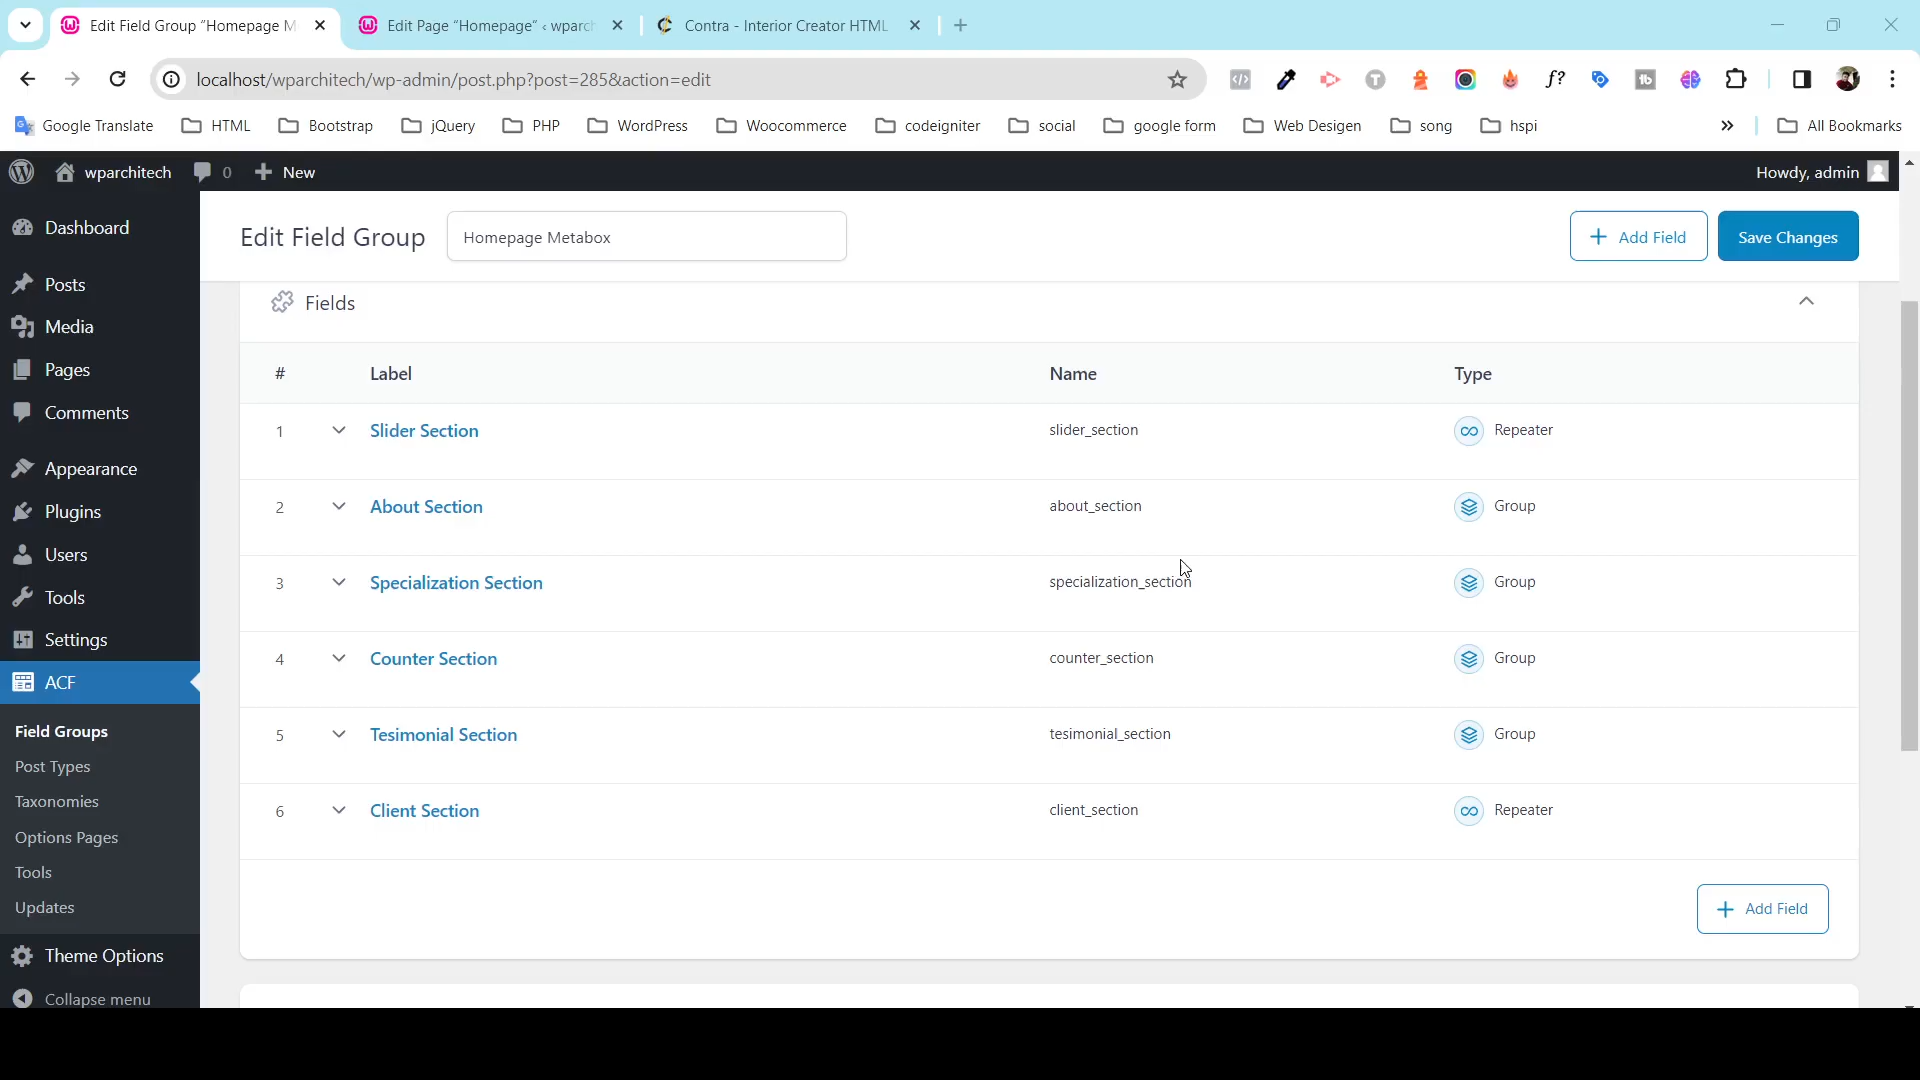 Edit Field Group “Homepage M
Edit Page “Homepage” ‹ wparch
Contra - Interior Creator HTML
localhost/wparchitech/wp-admin/post.php?post=285&action=edit
Google Translate
HTML
Bootstrap
jQuery
PHP
WordPress
Woocommerce
codeigniter
social
google form
Web Desigen
song
hspi
All Bookmarks
wparchitech
0
New
Howdy, admin
Dashboard
Posts
Media
Pages
Comments
Appearance
Plugins
Users
Tools
Settings
ACF
Field Groups
Post Types
Taxonomies
Options Pages
Tools
Updates
Theme Options
Collapse menu
Edit Field Group
Homepage Metabox
Add Field
Save Changes
Fields
# Label Name Type
1 Slider Section slider_section Repeater
2 About Section about_section Group
3 Specialization Section specialization_section Group
4 Counter Section counter_section Group
5 Tesimonial Section tesimonial_section Group
6 Client Section client_section Repeater
Add Field